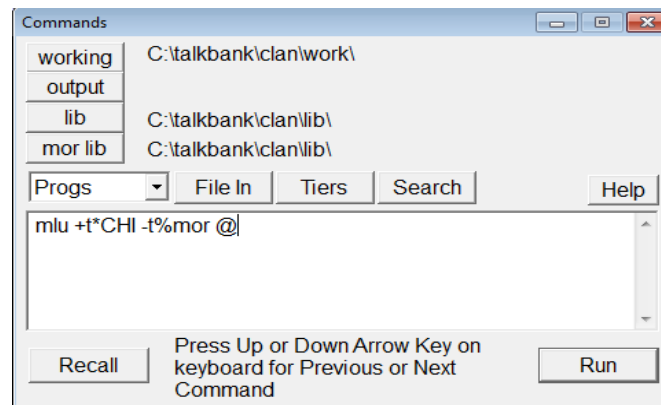 Commands
working C:\talkbank\clan\work\
output
lib C:\talkbank\clan\lib\
mor lib C:\talkbank\clan\lib\
Progs File In Tiers Search Help
mlu +t*CHI -t%mor @
Recall Press Up or Down Arrow Key on Run
keyboard for Previous or Next
Command